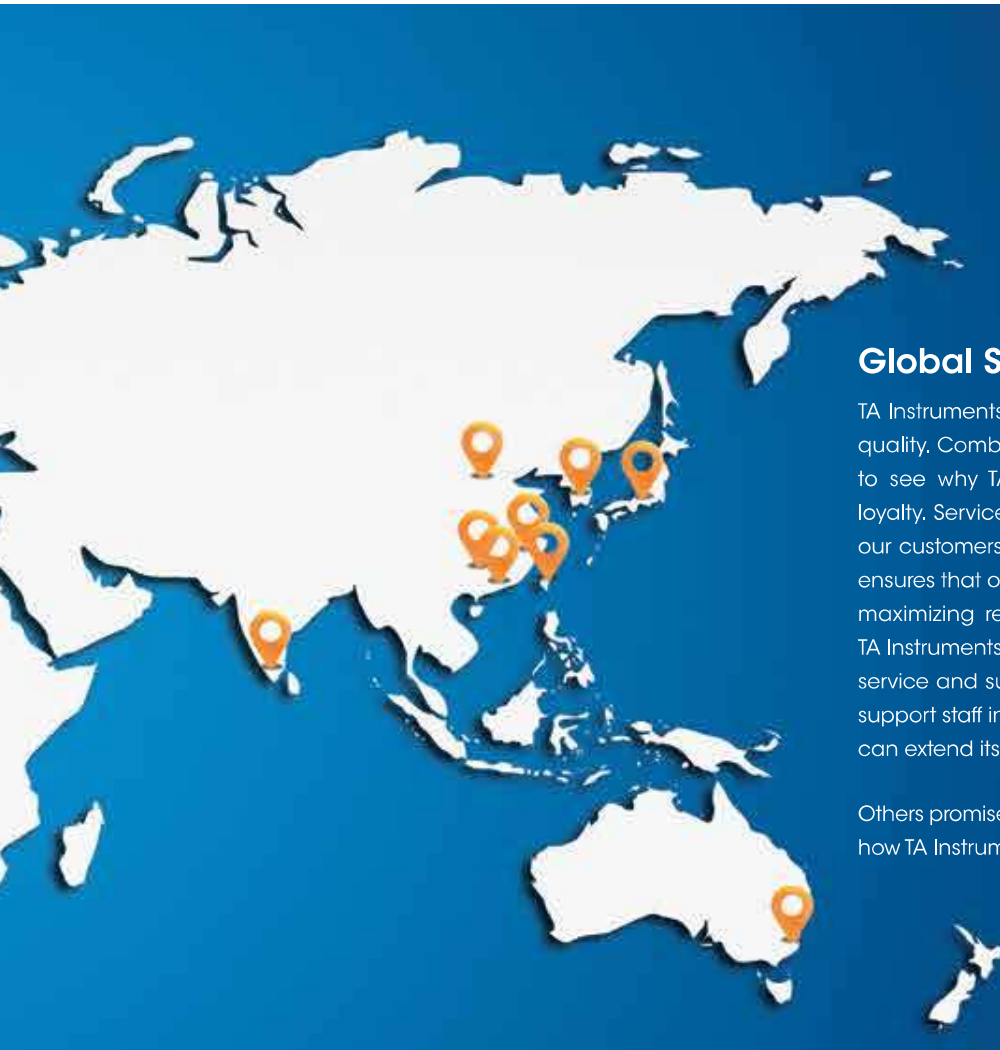 Global S
TA Instruments
quality. Comb
to see why TA
loyalty. Service
our customers
ensures that o
maximizing re
TA Instruments
service and su
support staff in
can extend its
Others promise
how TA Instrum